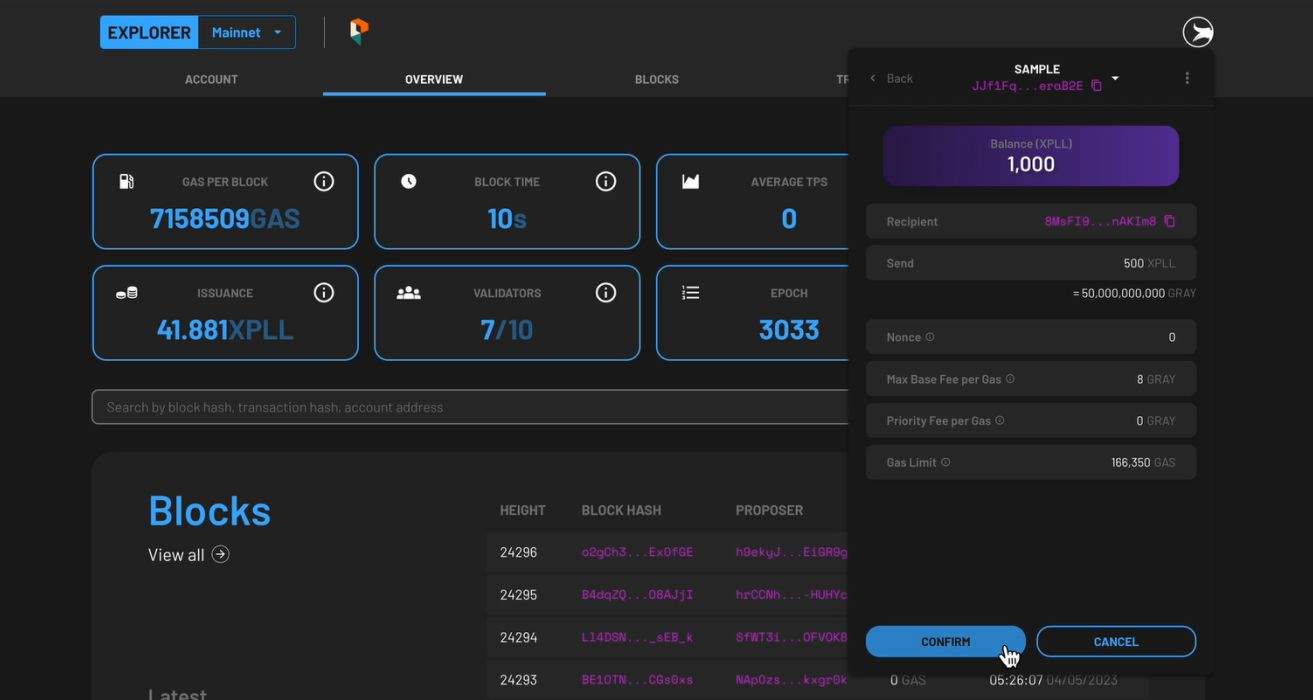 EXPLORER Mainnet
ACCOUNT OVERVIEW BLOCKS TR
GAS PER BLOCK
7158509GAS
BLOCK TIME
10s
AVERAGE TPS
0
ISSUANCE
41.881XPLL
VALIDATORS
7/10
EPOCH
3033
Search by block hash, transaction hash, account address
Blocks
View all
HEIGHT BLOCK HASH PROPOSER
24296 o2gCh3...ExOfGE h9ekyJ...EiGR9g
24295 B4dqZQ...O8AJjI hrCCNh...-HUHYc
24294 Ll4DSN..._sEB_k SfWT3i...OFVOK8
24293 BE1OTN...CGs0xs NApOzs...kxgr0k 0 GAS 05:26:07 04/05/2023
Latest
Back
SAMPLE
JJf1Fq...eraB2E
Balance (XPLL)
1,000
Recipient 8MsFI9...nAKIm8
Send 500 XPLL
= 50,000,000,000 GRAY
Nonce 0
Max Base Fee per Gas 8 GRAY
Priority Fee per Gas 0 GRAY
Gas Limit 166,350 GAS
CONFIRM CANCEL